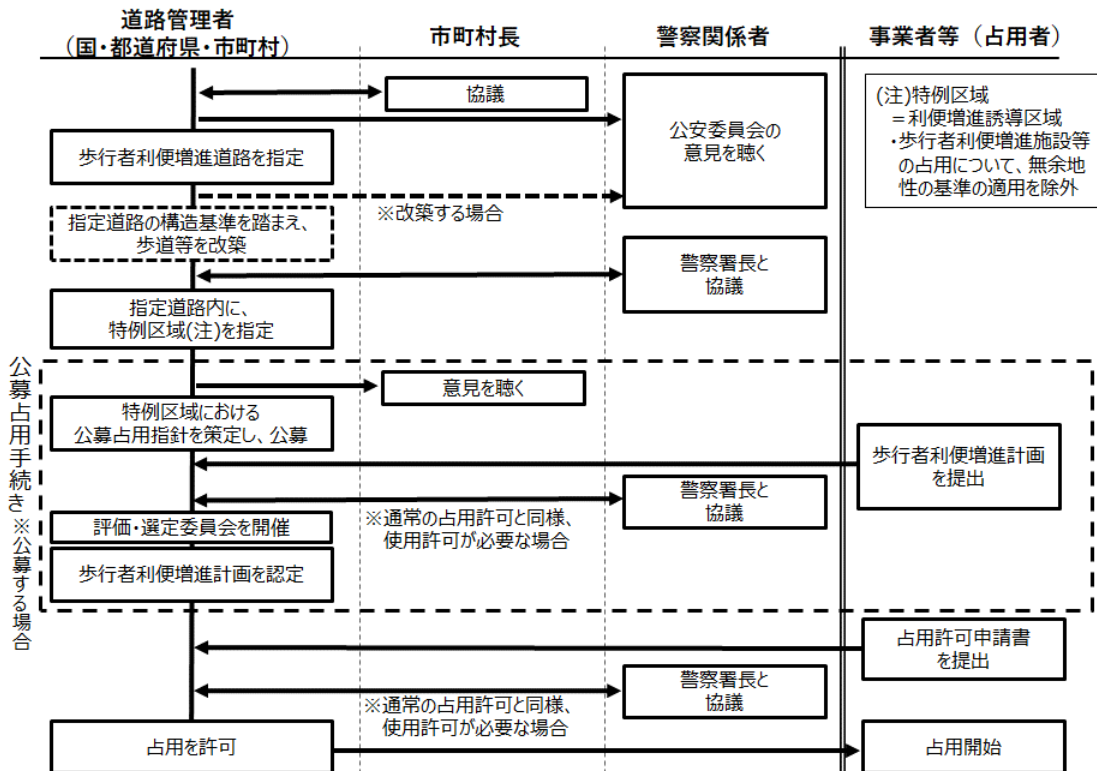 道路管理者
（国・都道府県・市町村）
市町村長
警察関係者
事業者等（占用者）
協議
公安委員会の
意見を聴く
(注)特例区域
＝利便増進誘導区域
・歩行者利便増進施設等
の占用について、無余地
性の基準の適用を除外
歩行者利便増進道路を指定
※改築する場合
指定道路の構造基準を踏まえ、
歩道等を改築
警察署長と
協議
指定道路内に、
特例区域(注)を指定
公募占用手続き※公募する場合
意見を聴く
特例区域における
公募占用指針を策定し、公募
歩行者利便増進計画
を提出
警察署長と
協議
※通常の占用許可と同様、
使用許可が必要な場合
評価・選定委員会を開催
歩行者利便増進計画を認定
占用許可申請書
を提出
警察署長と
協議
※通常の占用許可と同様、
使用許可が必要な場合
占用を許可
占用開始